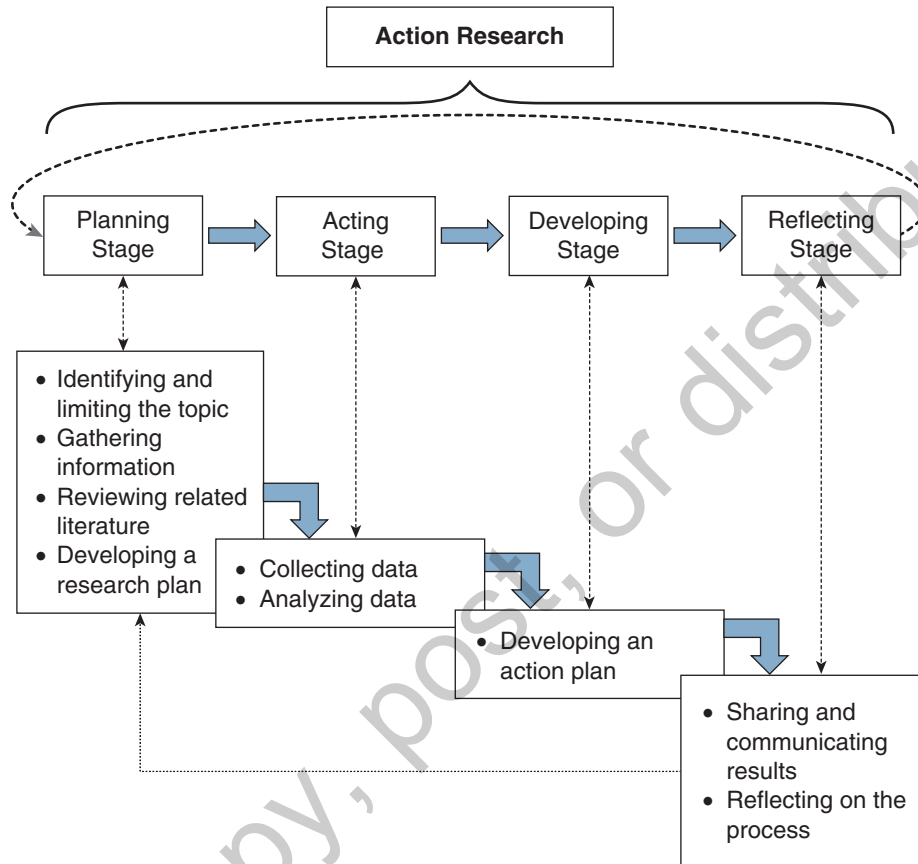 Action Research
Planning
Stage
Acting
Stage
Developing
Stage
Reflecting
Stage
• Identifying and
limiting the topic
• Gathering
information
• Reviewing related
literature
• Developing a
research plan
• Collecting data
• Analyzing data
• Developing an
action plan
• Sharing and
communicating
results
• Reflecting on the
process
post, or